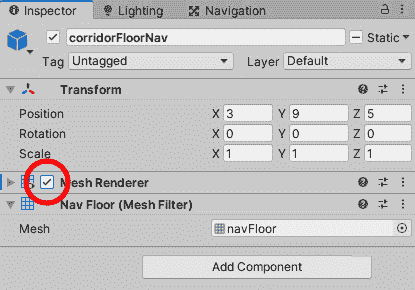 Inspector Lighting Navigation
corridorFloorNav Static
Tag Untagged Layer Default
Transform
Position X 3 Y 9 Z 5
Rotation X 0 Y 0 Z 0
Scale X 1 Y 1 Z 1
Mesh Renderer
Nav Floor (Mesh Filter)
Mesh navFloor
Add Component